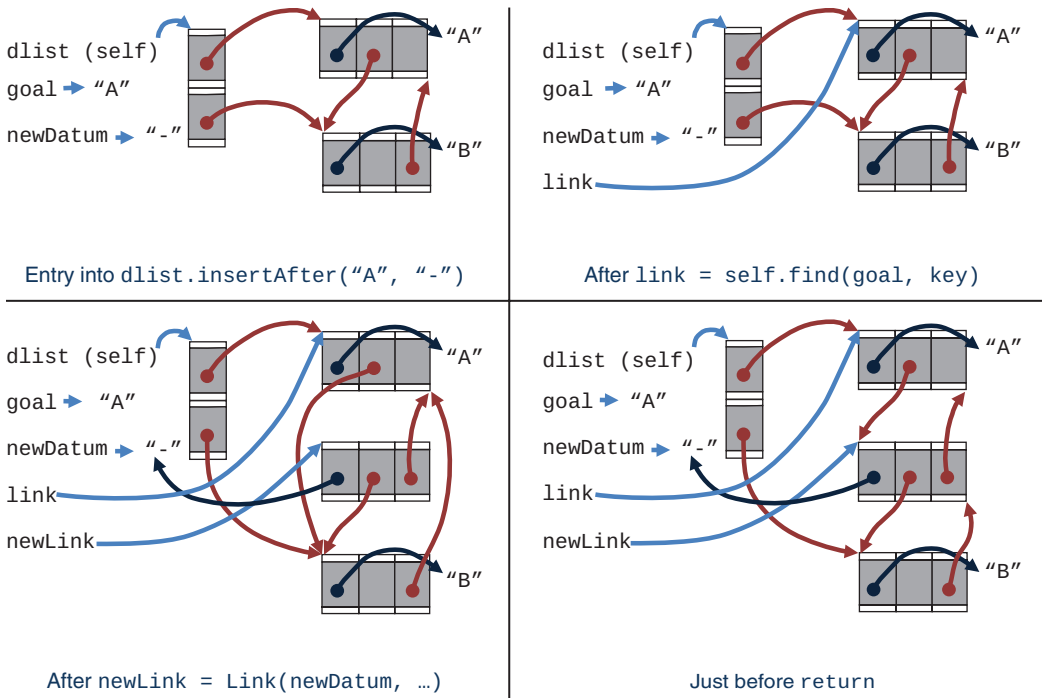 dlist (self)
"A"
goal "A"
newDatum "-"
"B"
Entry into dlist.insertAfter("A", "-")
dlist (self)
"A"
goal "A"
newDatum "-"
"B"
link
After link = self.find(goal, key)
dlist (self)
"A"
goal "A"
newDatum "-"
link
newLink
"B"
After newLink = Link(newDatum, …)
dlist (self)
"A"
goal "A"
newDatum "-"
link
newLink
"B"
Just before return